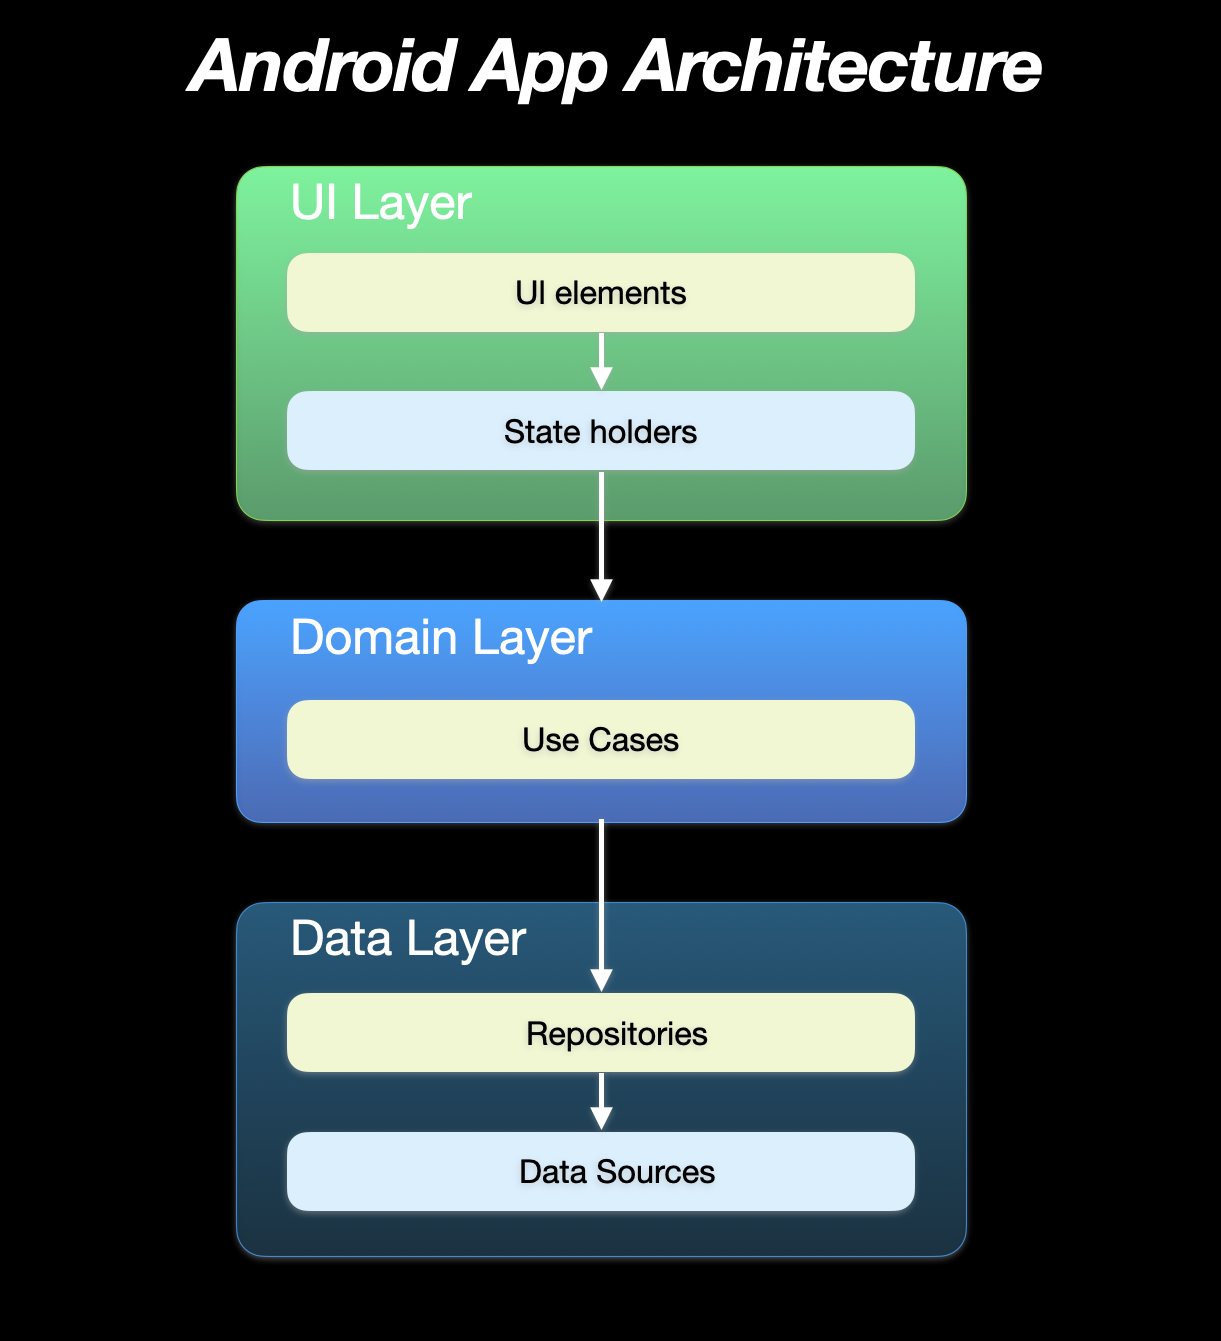 Android App Architecture
UI Layer
UI elements
State holders
Domain Layer
Use Cases
Data Layer
Repositories
Data Sources